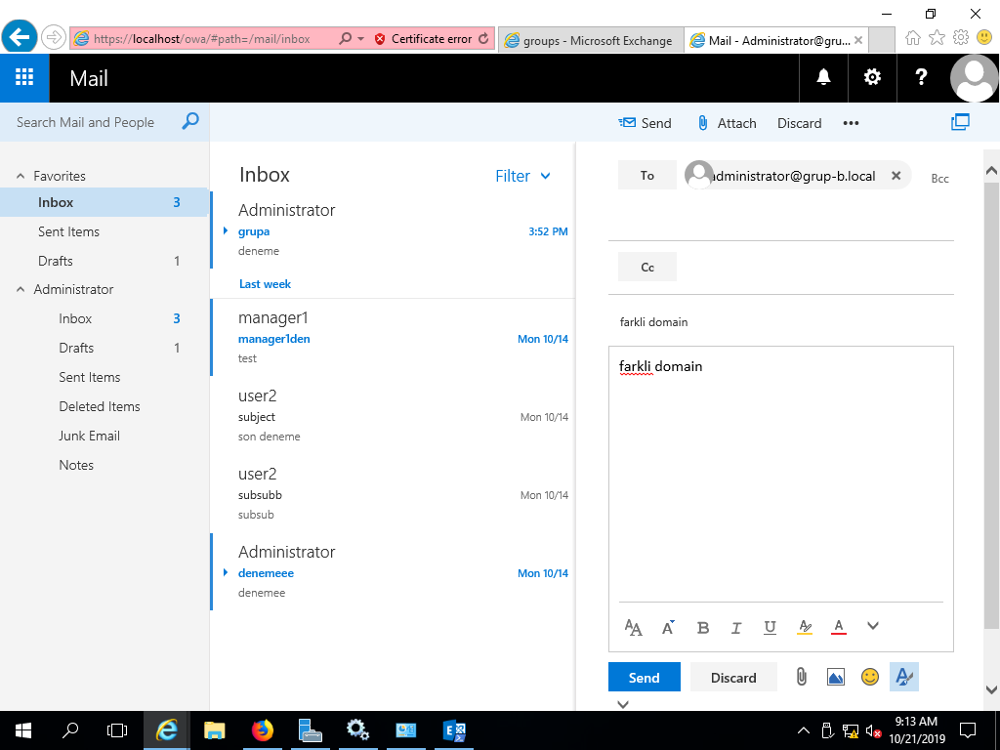 https://localhost/owa/#path=/mail/inbox
Certificate error
groups - Microsoft Exchange
Mail - Administrator@gru...
Mail
?
Search Mail and People
Send
Attach
Discard
Favorites
Inbox 3
Sent Items
Drafts 1
Administrator
Inbox 3
Drafts 1
Sent Items
Deleted Items
Junk Email
Notes
Inbox
Filter
Administrator
grupa 3:52 PM
deneme
Last week
manager1
manager1den Mon 10/14
test
user2
subject Mon 10/14
son deneme
user2
subsubb Mon 10/14
subsub
Administrator
denemeee Mon 10/14
denemee
To
administrator@grup-b.local
Bcc
Cc
farkli domain
farkli domain
B I U A
Send
Discard
9:13 AM
10/21/2019